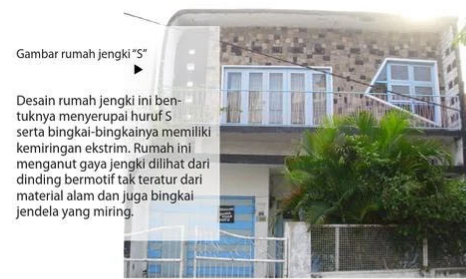 Gambar rumah jengki "S"
Desain rumah jengki ini ben-
tuknya menyerupai huruf S
serta bingkai-bingkainya memiliki
kemiringan ekstrim. Rumah ini
menganut gaya jengki dilihat dari
dinding bermotif tak teratur dari
material alam dan juga bingkai
jendela yang miring.